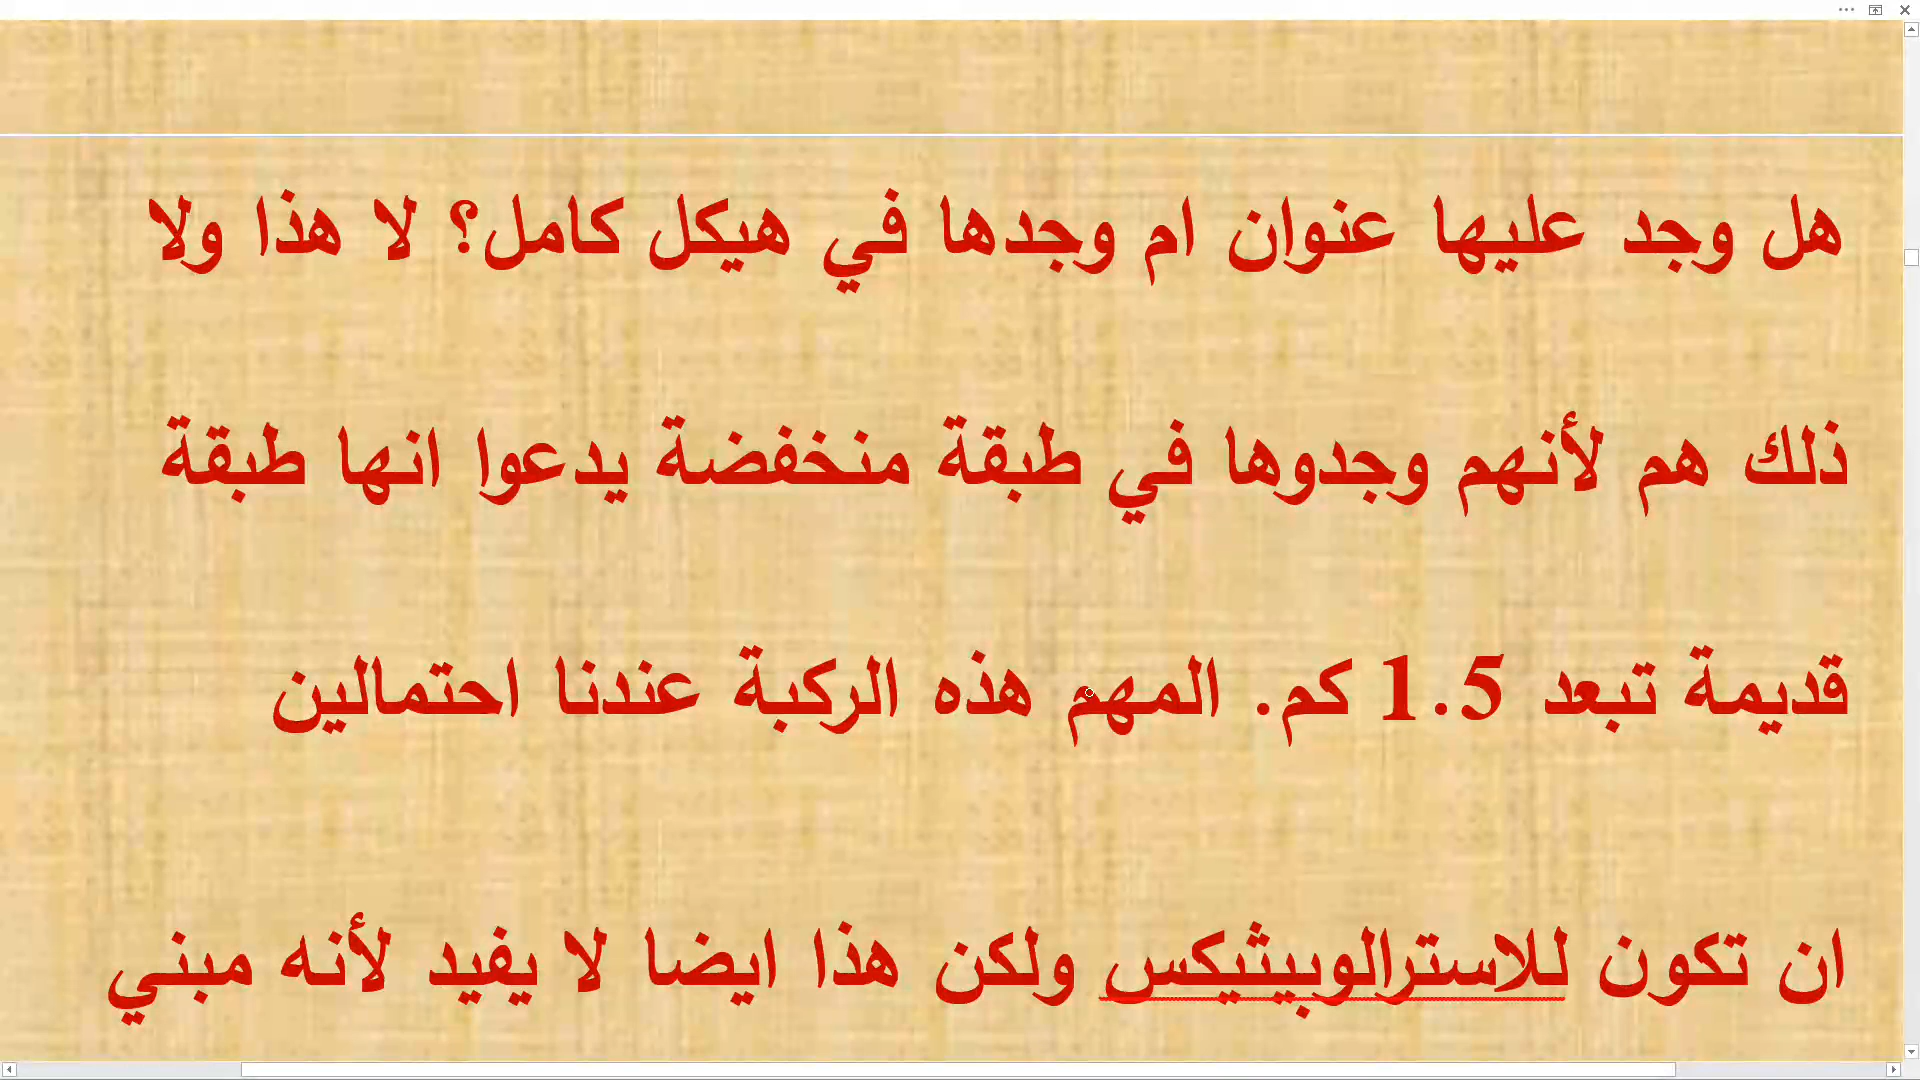 هل وجد عليها عنوان ام وجدها في هيكل كامل؟ لا هذا ولا
ذلك هم لأنهم وجدوها في طبقة منخفضة يدعوا انها طبقة
قديمة تبعد 1.5 كم. المهم هذه الركبة عندنا احتمالين
ان تكون للاسترالوبيثيكس ولكن هذا ايضا لا يفيد لأنه مبني